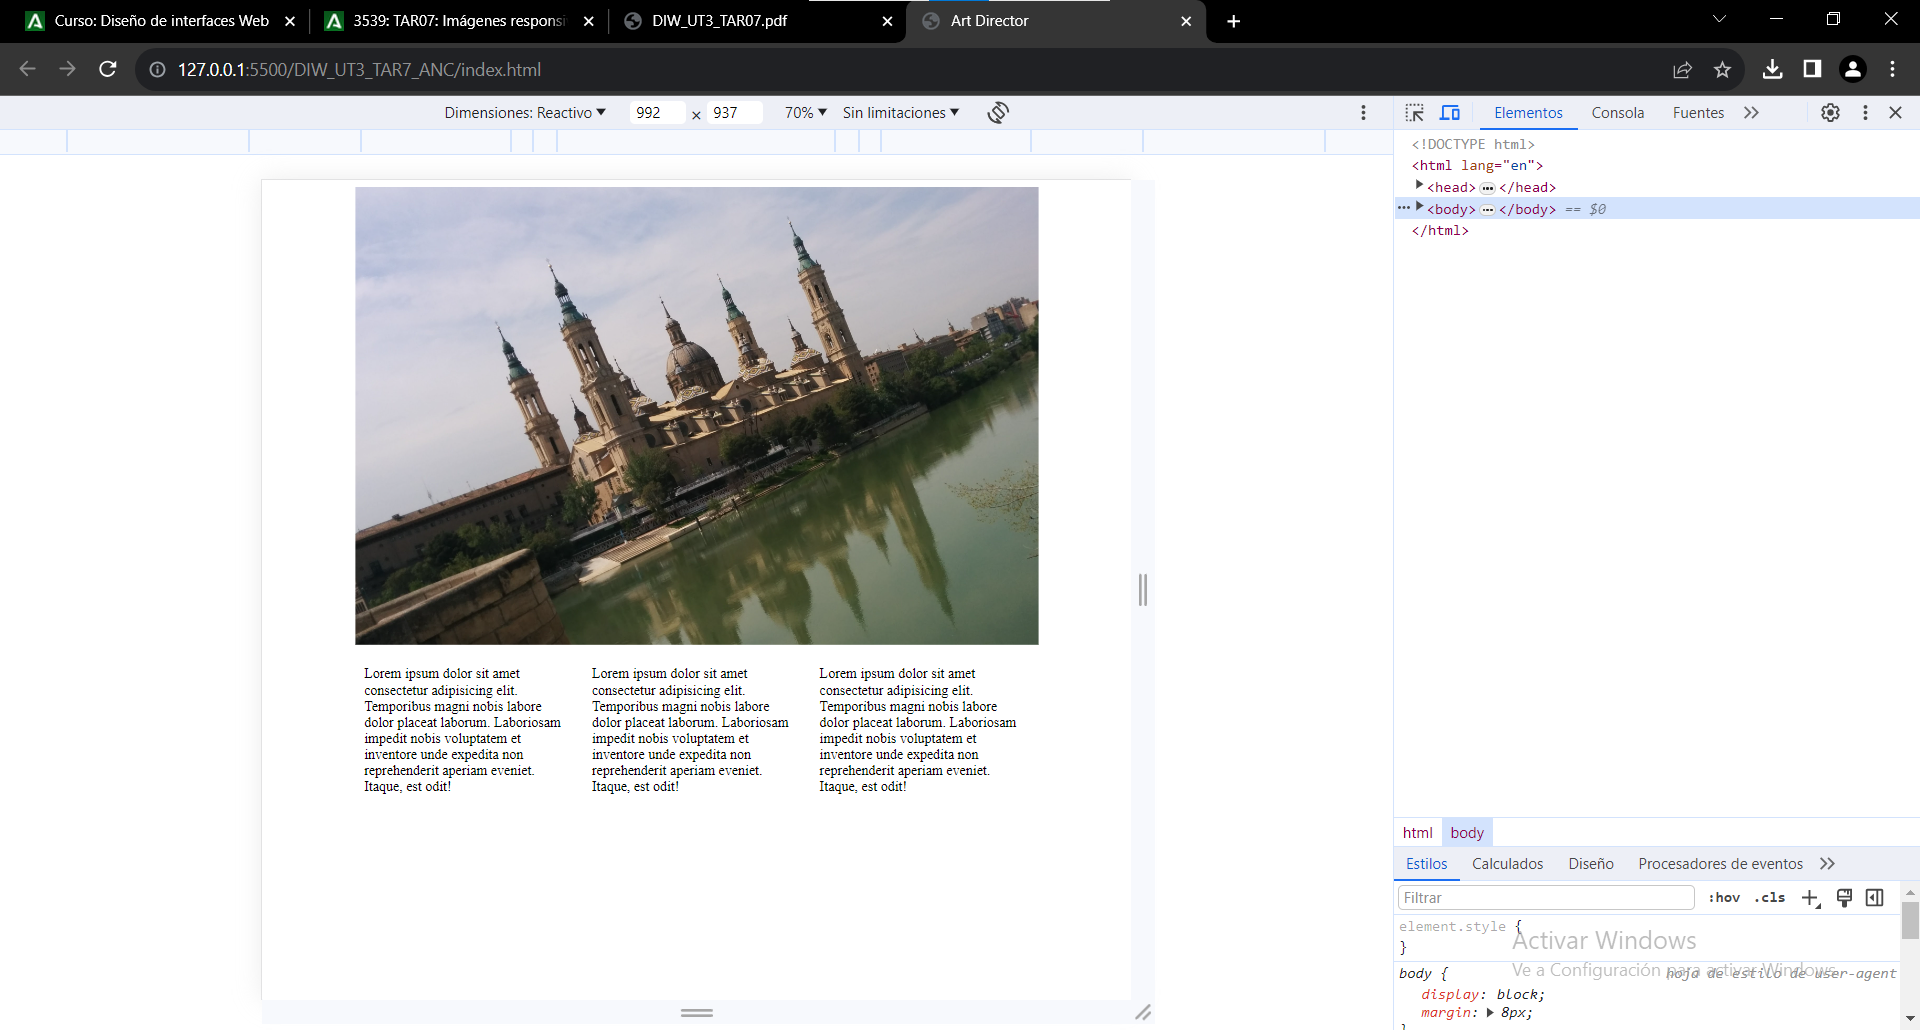 Curso: Diseño de interfaces Web
3539: TAR07: Imágenes responsi
DIW_UT3_TAR07.pdf
Art Director
127.0.0.1:5500/DIW_UT3_TAR7_ANC/index.html
Dimensiones: Reactivo 992 × 937 70% Sin limitaciones
Elementos Consola Fuentes
<!DOCTYPE html>
<html lang="en">
<head> ••• </head>
••• <body> ••• </body> == $0
</html>
Lorem ipsum dolor sit amet
consectetur adipisicing elit.
Temporibus magni nobis labore
dolor placeat laborum. Laboriosam
impedit nobis voluptatem et
inventore unde expedita non
reprehenderit aperiam eveniet.
Itaque, est odit!
Lorem ipsum dolor sit amet
consectetur adipisicing elit.
Temporibus magni nobis labore
dolor placeat laborum. Laboriosam
impedit nobis voluptatem et
inventore unde expedita non
reprehenderit aperiam eveniet.
Itaque, est odit!
Lorem ipsum dolor sit amet
consectetur adipisicing elit.
Temporibus magni nobis labore
dolor placeat laborum. Laboriosam
impedit nobis voluptatem et
inventore unde expedita non
reprehenderit aperiam eveniet.
Itaque, est odit!
html body
Estilos Calculados Diseño Procesadores de eventos
Filtrar :hov .cls
element.style {
}
Activar Windows
Ve a Configuración para activar Windows.
body { hoja de estilo de user-agent
display: block;
margin: 8px;
}